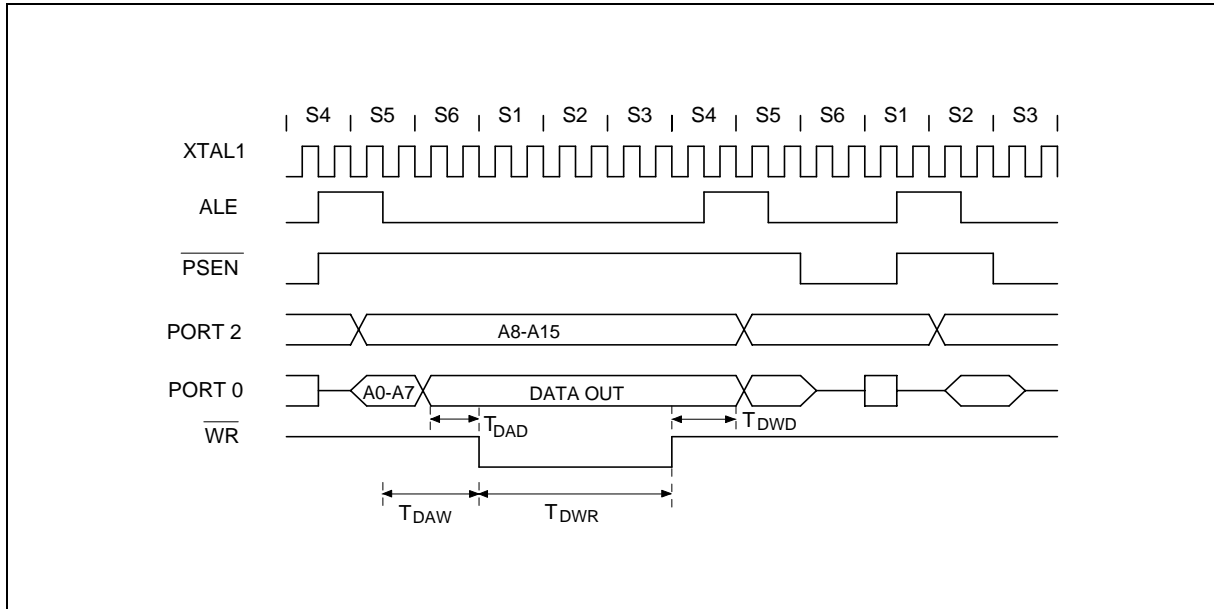 S4 S5 S6 S1 S2 S3 S4 S5 S6 S1 S2 S3
XTAL1
ALE
PSEN
PORT 2 A8-A15
PORT 0 A0-A7 DATA OUT
TDAD TDWD
WR
TDAW TDWR